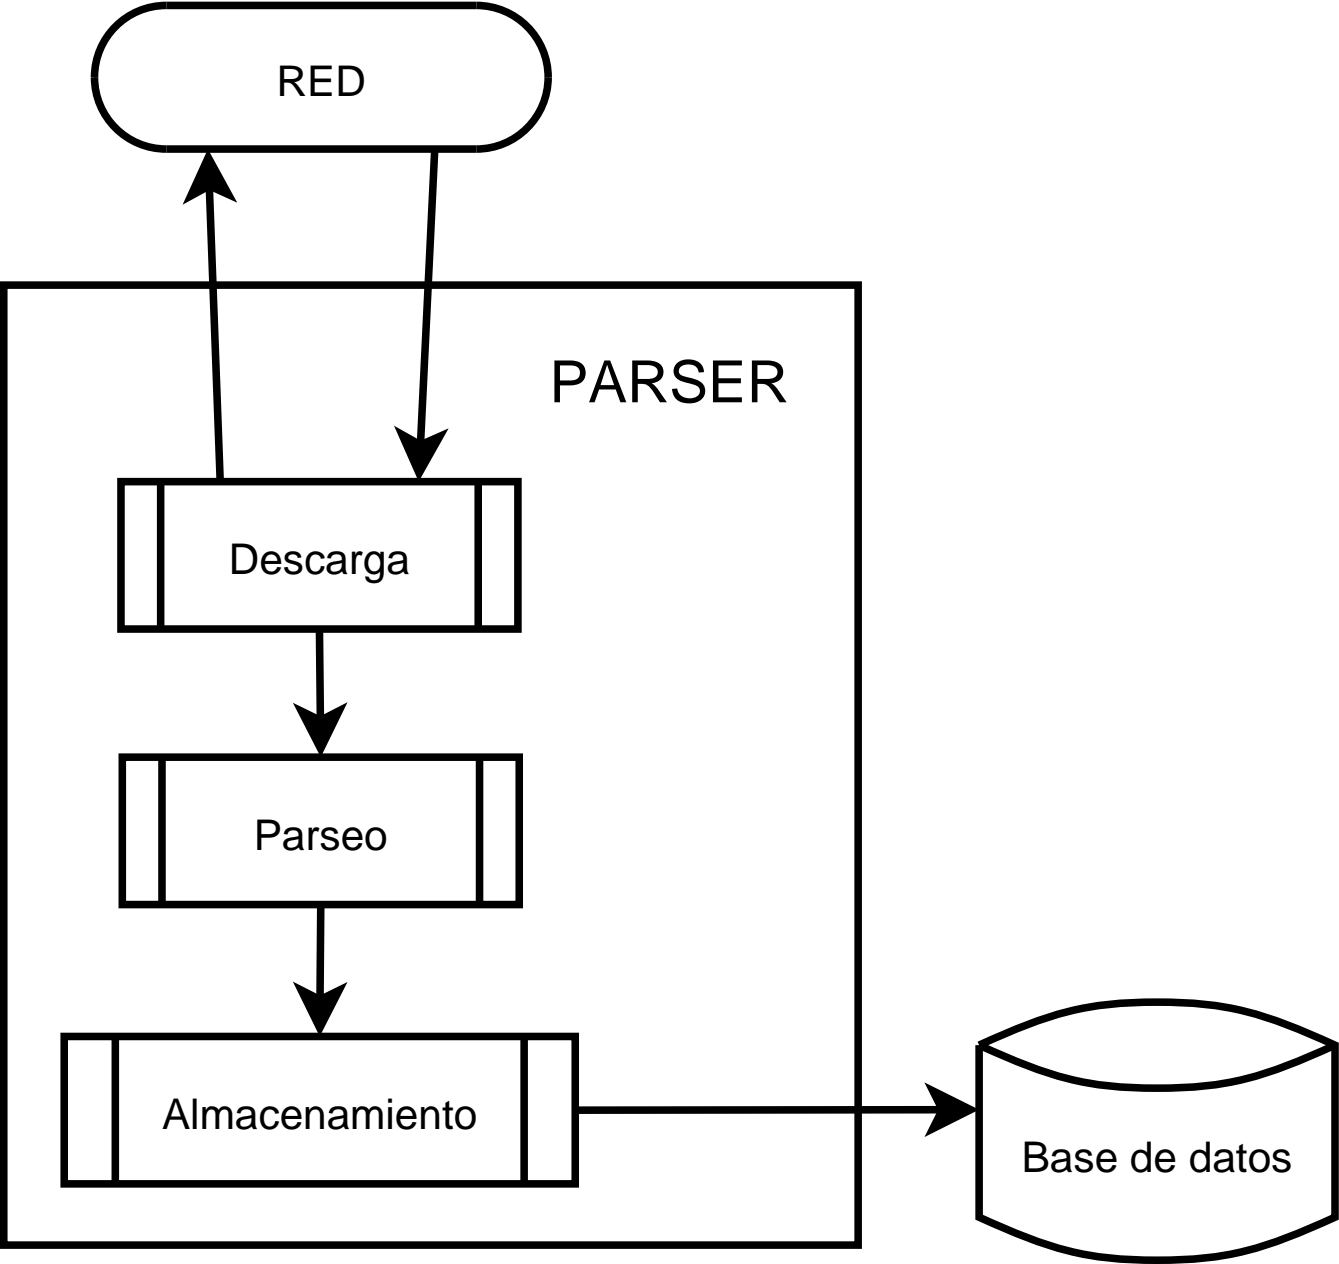 RED
PARSER
Descarga
Parseo
Almacenamiento
Base de datos